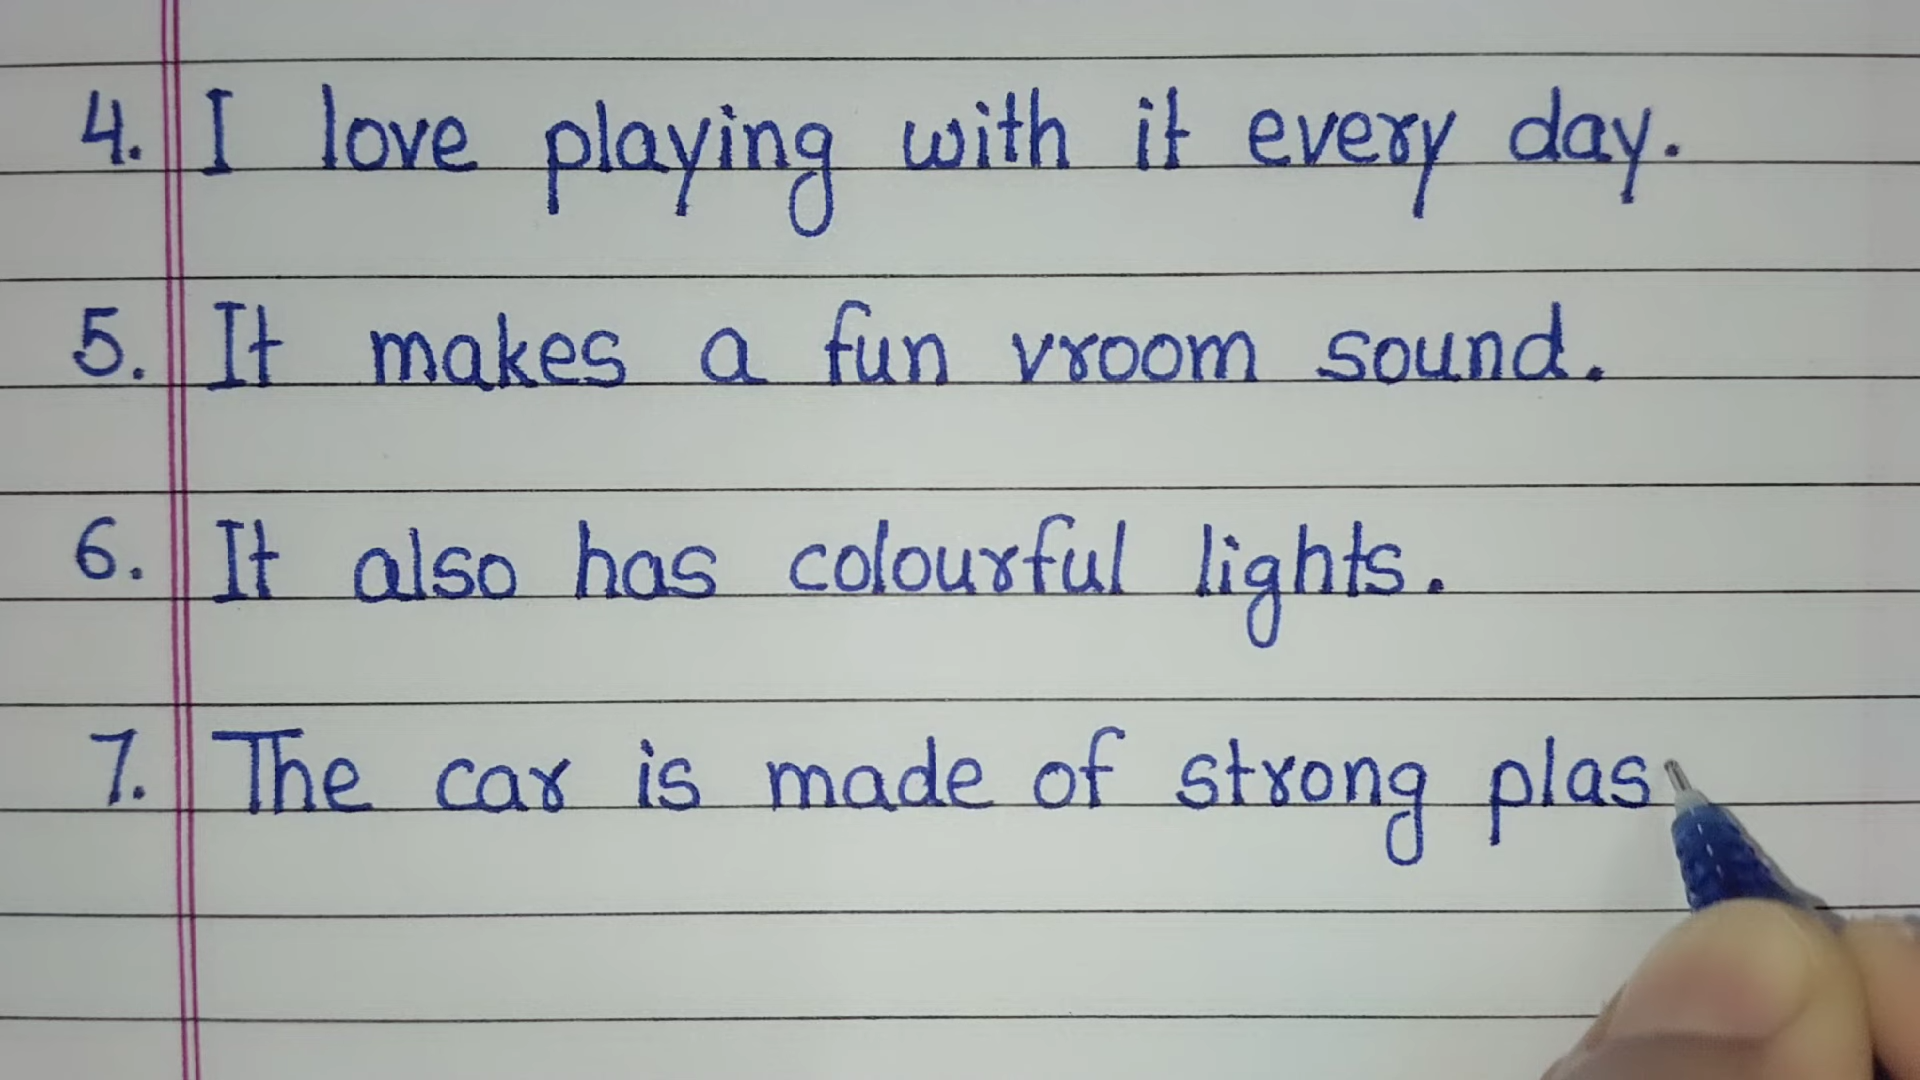 4. I love playing with it every day.
5. It makes a fun vroom sound.
6. It also has colourful lights.
7. The car is made of strong plas